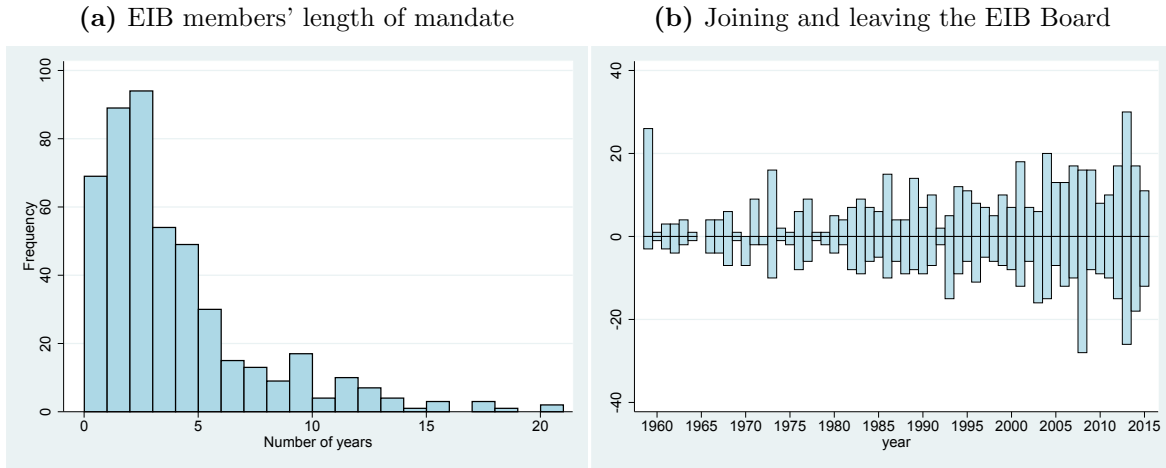 (a) EIB members’ length of mandate
100
80
60
40
20
0
Frequency
0 5 10 15 20
Number of years
(b) Joining and leaving the EIB Board
40
20
0
-20
-40
1960 1965 1970 1975 1980 1985 1990 1995 2000 2005 2010 2015
year